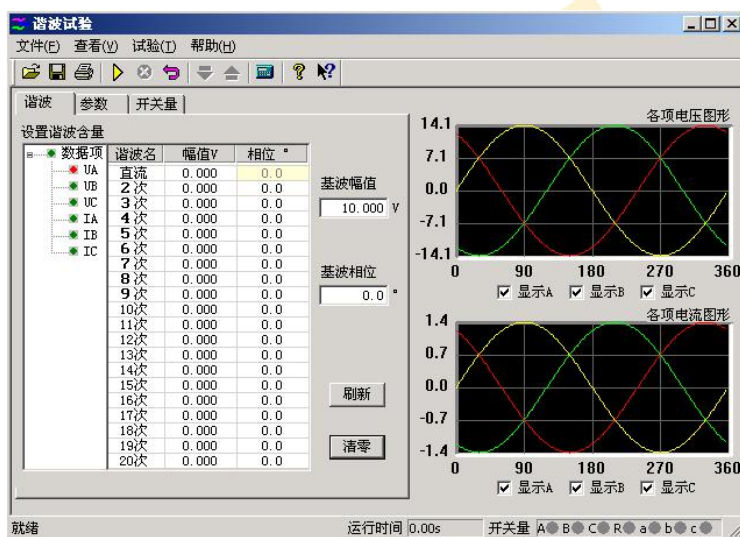 谐波试验
文件(F) 查看(V) 试验(T) 帮助(H)
谐波 参数 开关量
设置谐波含量
数据项
UA
UB
UC
IA
IB
IC
谐波名 幅值V 相位 °
直流 0.000 0.0
2次 0.000 0.0
3次 0.000 0.0
4次 0.000 0.0
5次 0.000 0.0
6次 0.000 0.0
7次 0.000 0.0
8次 0.000 0.0
9次 0.000 0.0
10次 0.000 0.0
11次 0.000 0.0
12次 0.000 0.0
13次 0.000 0.0
14次 0.000 0.0
15次 0.000 0.0
16次 0.000 0.0
17次 0.000 0.0
18次 0.000 0.0
19次 0.000 0.0
20次 0.000 0.0
基波幅值
10.000 V
基波相位
0.0 °
刷新
清零
各项电压图形
14.1
7.1
0.0
-7.1
-14.1
0 90 180 270 360
显示A 显示B 显示C
各项电流图形
1.4
0.7
0.0
-0.7
-1.4
0 90 180 270 360
显示A 显示B 显示C
就绪 运行时间 0.00s 开关量 A B C R a b c